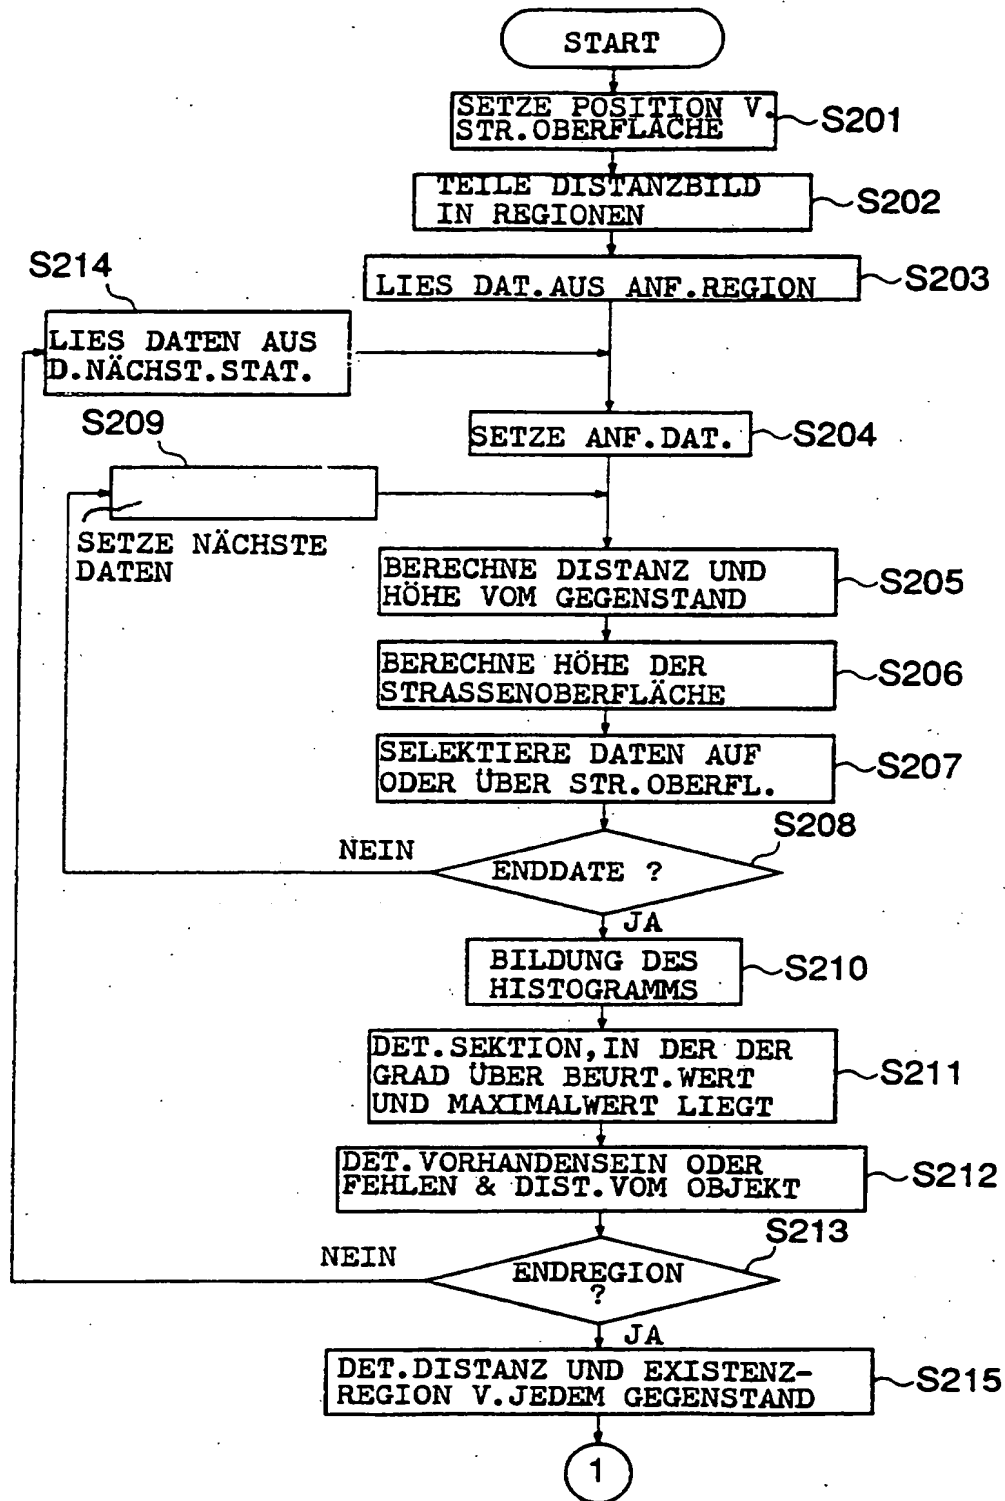 START
SETZE POSITION V.
STR.OBERFLÄCHE
S201
TEILE DISTANZBILD
IN REGIONEN
S202
LIES DAT.AUS ANF.REGION
S203
S214
LIES DATEN AUS
D.NÄCHST.STAT.
SETZE ANF.DAT.
S204
S209
SETZE NÄCHSTE
DATEN
BERECHNE DISTANZ UND
HÖHE VOM GEGENSTAND
S205
BERECHNE HÖHE DER
STRASSENOBERFLÄCHE
S206
SELEKTIERE DATEN AUF
ODER ÜBER STR.OBERFL.
S207
S208
NEIN
ENDDATE ?
JA
BILDUNG DES
HISTOGRAMMS
S210
DET.SEKTION,IN DER DER
GRAD ÜBER BEURT.WERT
UND MAXIMALWERT LIEGT
S211
DET.VORHANDENSEIN ODER
FEHLEN & DIST.VOM OBJEKT
S212
S213
NEIN
ENDREGION
?
JA
DET.DISTANZ UND EXISTENZ-
REGION V.JEDEM GEGENSTAND
S215
1